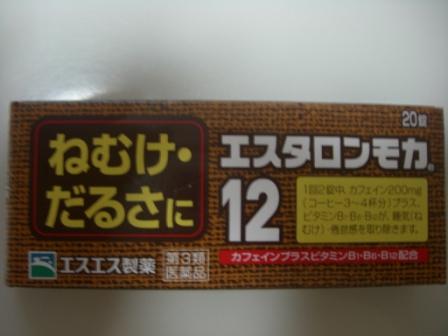 20錠
ねむけ・
だるさに
エスタロンモカ®
12
1回2錠中、カフェイン200mg
(コーヒー3~4杯分)プラス、
ビタミンB₁・B₆・B₁₂が、睡気(ね
むけ)・倦怠感を取り除きます。
エスエス製薬
第3類
医薬品
カフェインプラスビタミンB₁・B₆・B₁₂配合